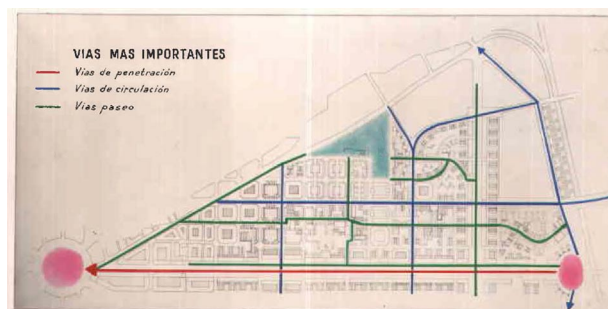 VIAS MAS IMPORTANTES
Vias de penetración
Vias de circulación
Vias paseo